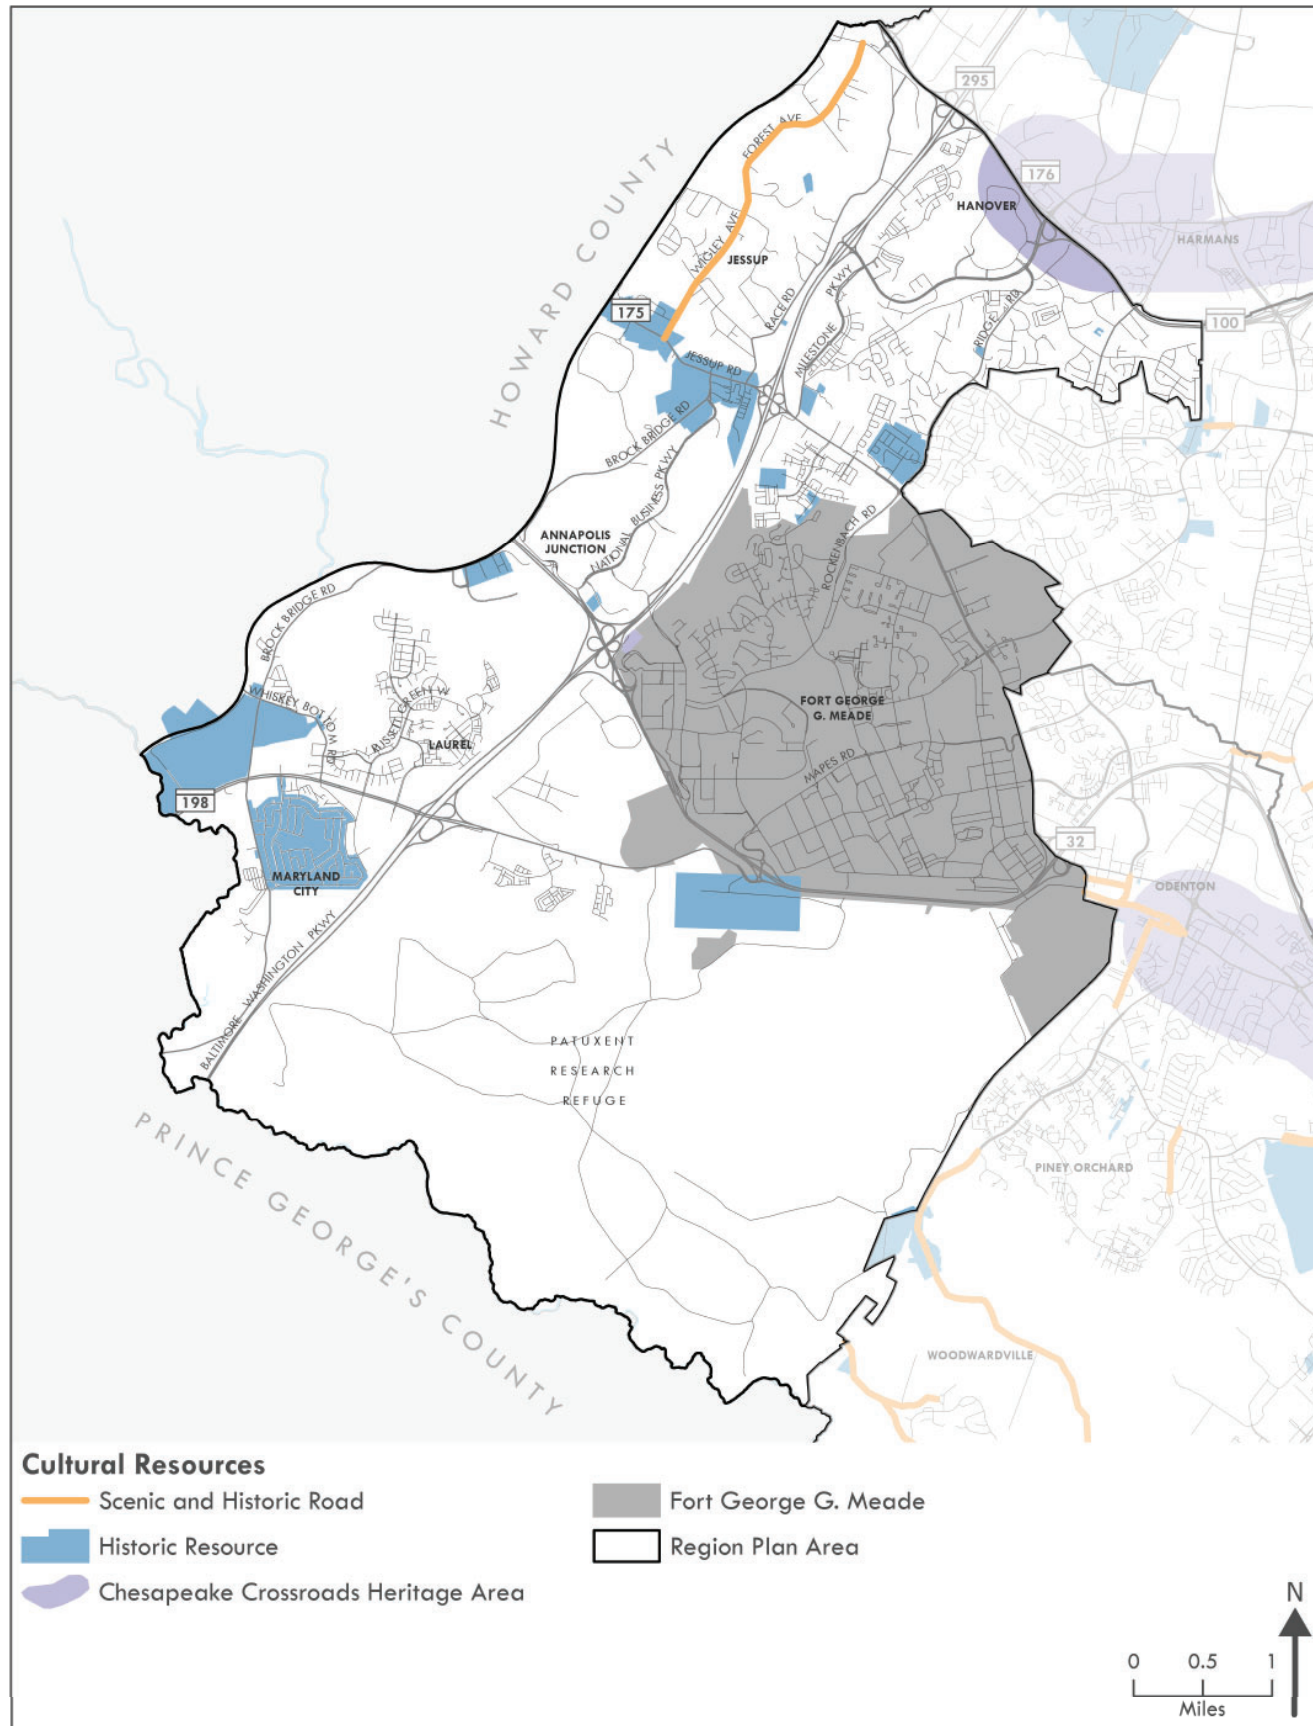 295
FOREST AVE
176
HANOVER
HARMANS
HOWARD COUNTY
WIGLEY AVE
JESSUP
PKWY
RACE RD
175
MILESTONE
RIDGE RD
100
JESSUP RD
BROCK BRIDGE RD
NATIONAL BUSINESS PKWY
ROCKENBACH RD
ANNAPOLIS
JUNCTION
BROCK BRIDGE RD
WHISKEY BOTTOM RD
RUSSETT GREEN W
LAUREL
FORT GEORGE
G. MEADE
MAPES RD
198
32
MARYLAND
CITY
ODENTON
BALTIMORE WASHINGTON PKWY
PATUXENT
RESEARCH
REFUGE
PRINCE GEORGE'S COUNTY
PINEY ORCHARD
WOODWARDVILLE
Cultural Resources
Scenic and Historic Road
Historic Resource
Chesapeake Crossroads Heritage Area
Fort George G. Meade
Region Plan Area
N
0 0.5 1
Miles